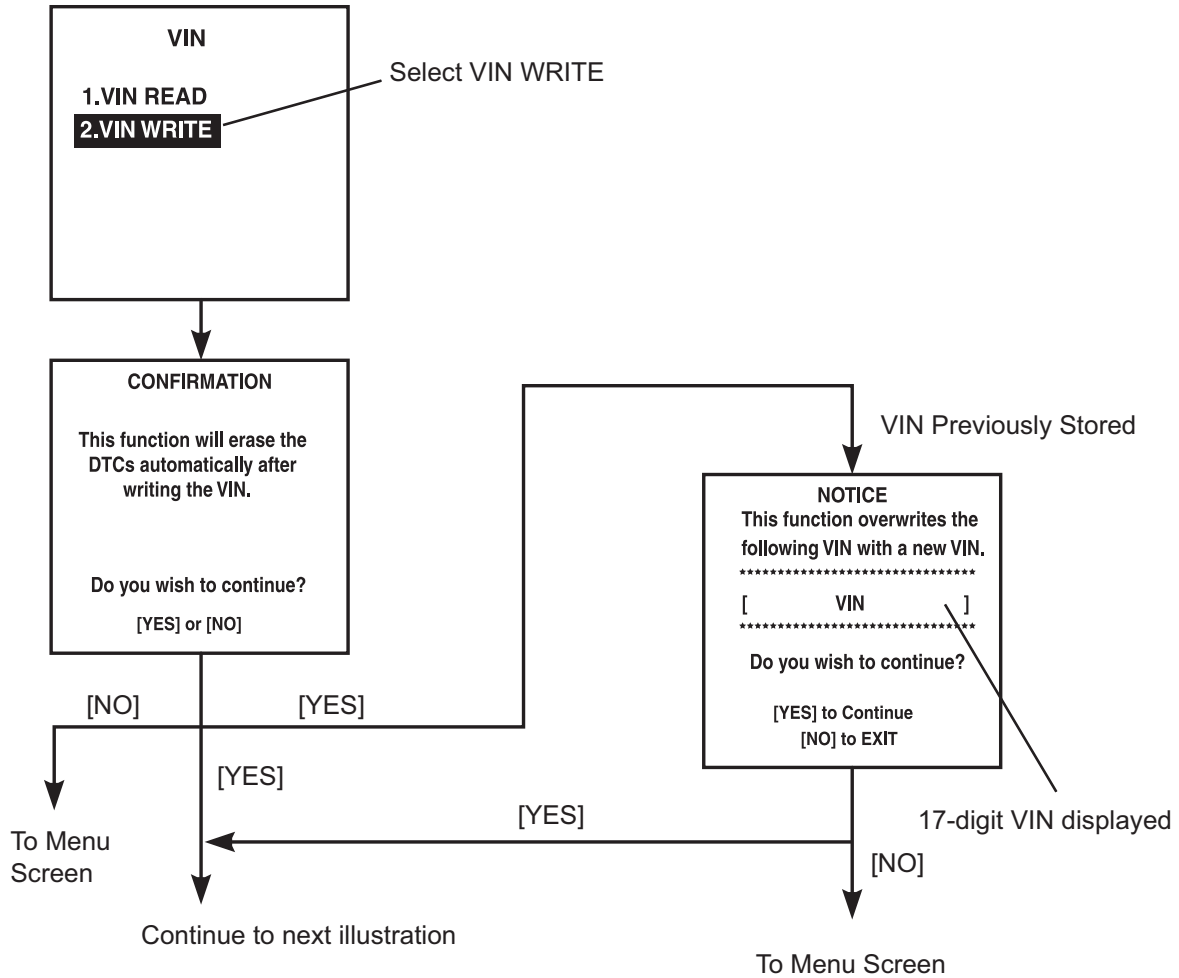 VIN
1.VIN READ
2.VIN WRITE
Select VIN WRITE
CONFIRMATION
This function will erase the
DTCs automatically after
writing the VIN.
Do you wish to continue?
[YES] or [NO]
VIN Previously Stored
NOTICE
This function overwrites the
following VIN with a new VIN.
*******************************
[ VIN ]
*******************************
Do you wish to continue?
[YES] to Continue
[NO] to EXIT
17-digit VIN displayed
[NO]
[YES]
[YES]
[YES]
[NO]
To Menu
Screen
Continue to next illustration
To Menu Screen